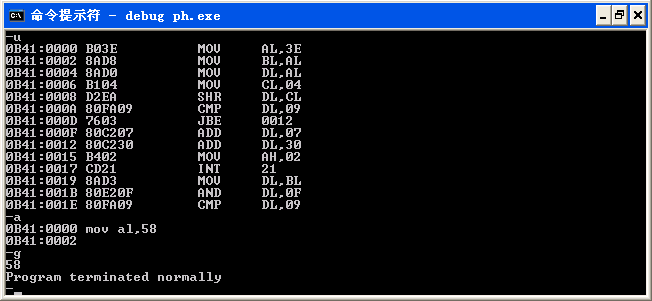 命令提示符 - debug ph.exe
-u
0B41:0000 B03E MOV AL,3E
0B41:0002 8AD8 MOV BL,AL
0B41:0004 8AD0 MOV DL,AL
0B41:0006 B104 MOV CL,04
0B41:0008 D2EA SHR DL,CL
0B41:000A 80FA09 CMP DL,09
0B41:000D 7603 JBE 0012
0B41:000F 80C207 ADD DL,07
0B41:0012 80C230 ADD DL,30
0B41:0015 B402 MOV AH,02
0B41:0017 CD21 INT 21
0B41:0019 8AD3 MOV DL,BL
0B41:001B 80E20F AND DL,0F
0B41:001E 80FA09 CMP DL,09
-a
0B41:0000 mov al,58
0B41:0002
-g
58
Program terminated normally
-_